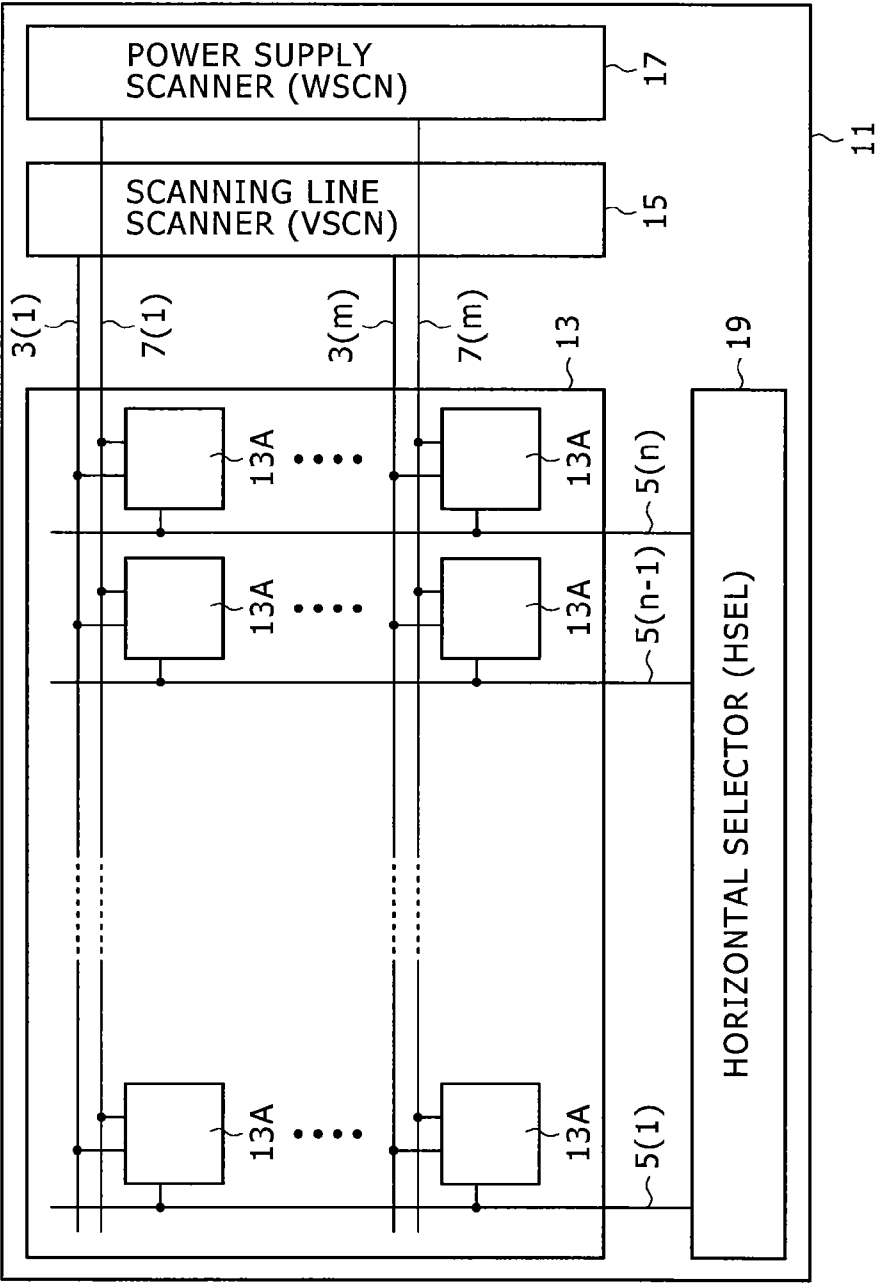 POWER SUPPLY
SCANNER (WSCN)
17
11
SCANNING LINE
SCANNER (VSCN)
15
3(1)
7(1)
3(m)
7(m)
13
19
13A
13A
5(n)
13A
13A
5(n-1)
HORIZONTAL SELECTOR (HSEL)
13A
13A
5(1)